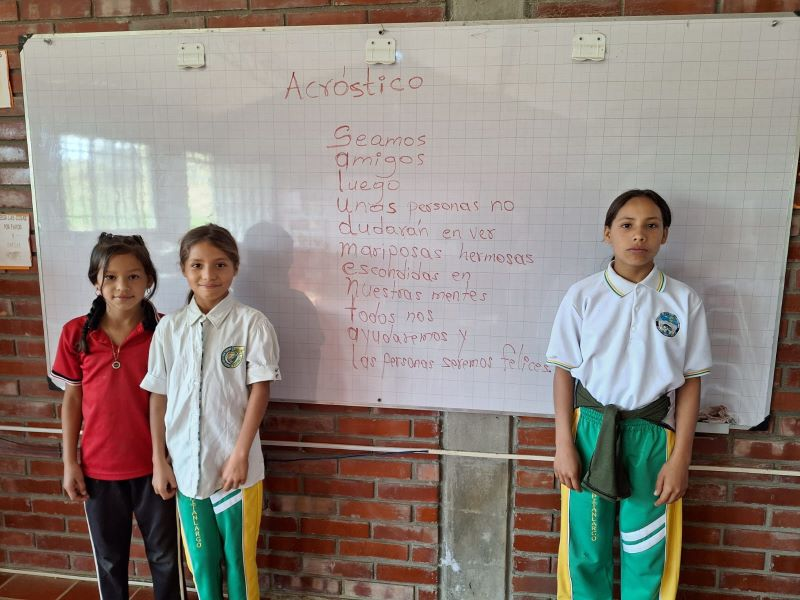 Acróstico
Seamos
amigos
luego
unas personas no
dudarán en ver
mariposas hermosas
escondidas en
nuestras mentes
Todos nos
ayudaremos y
las personas seremos felices